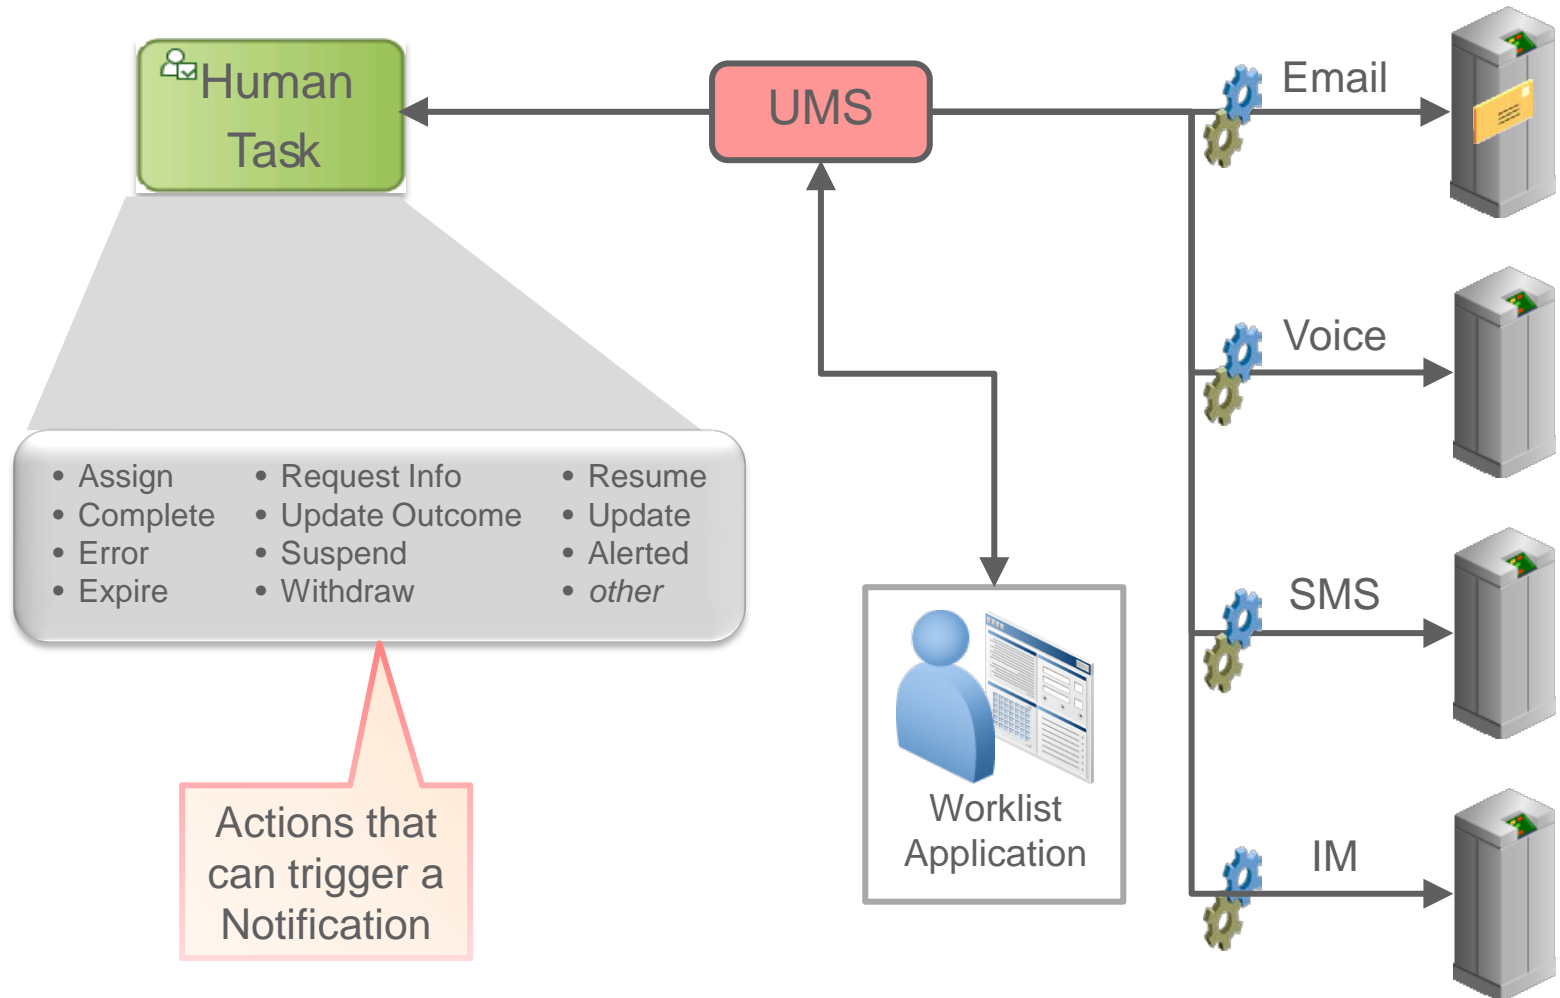 Human
Task
UMS
Email
Voice
SMS
IM
• Assign
• Complete
• Error
• Expire
• Request Info
• Update Outcome
• Suspend
• Withdraw
• Resume
• Update
• Alerted
• other
Worklist
Application
Actions that
can trigger a
Notification